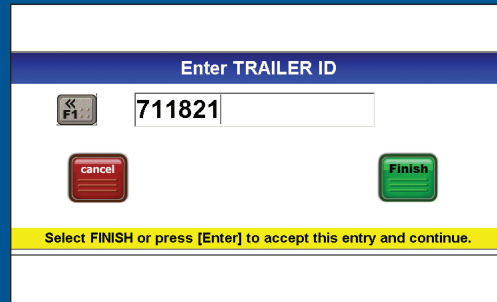 Enter TRAILER ID
<<
F1
711821
cancel
Finish
Select FINISH or press [Enter] to accept this entry and continue.